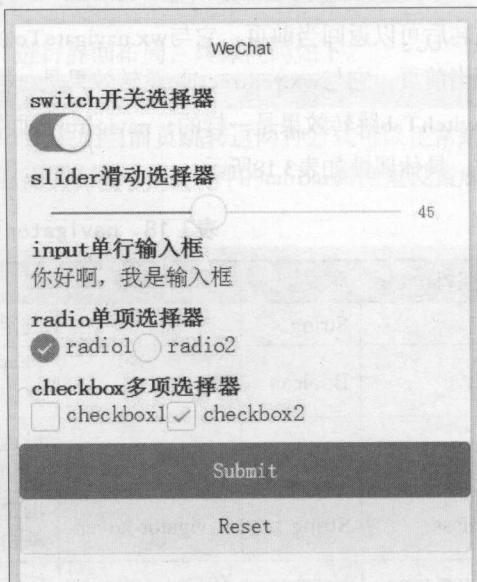 WeChat
switch开关选择器
slider滑动选择器
45
input单行输入框
你好啊，我是输入框
radio单项选择器
radio1 radio2
checkbox多项选择器
checkbox1 checkbox2
Submit
Reset